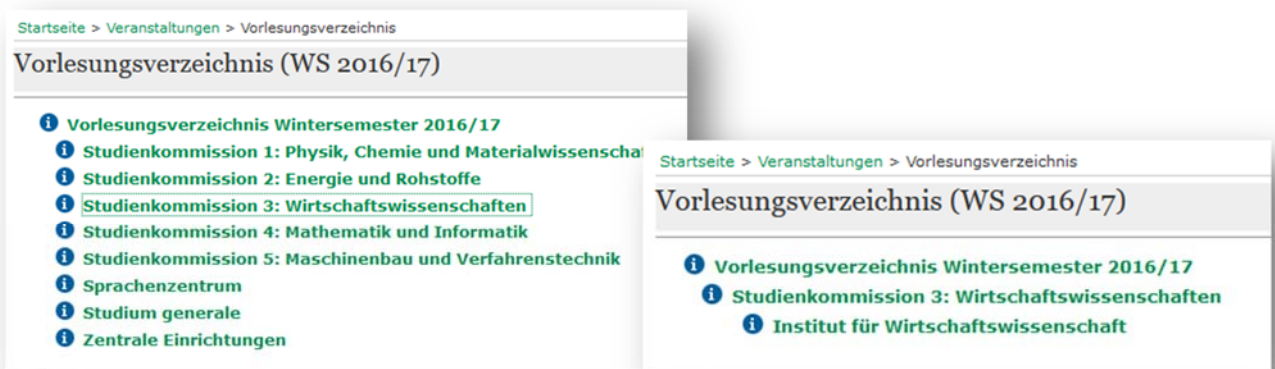 Startseite > Veranstaltungen > Vorlesungsverzeichnis
Vorlesungsverzeichnis (WS 2016/17)
Vorlesungsverzeichnis Wintersemester 2016/17
Studienkommission 1: Physik, Chemie und Materialwissenscha
Studienkommission 2: Energie und Rohstoffe
Studienkommission 3: Wirtschaftswissenschaften
Studienkommission 4: Mathematik und Informatik
Studienkommission 5: Maschinenbau und Verfahrenstechnik
Sprachenzentrum
Studium generale
Zentrale Einrichtungen
Startseite > Veranstaltungen > Vorlesungsverzeichnis
Vorlesungsverzeichnis (WS 2016/17)
Vorlesungsverzeichnis Wintersemester 2016/17
Studienkommission 3: Wirtschaftswissenschaften
Institut für Wirtschaftswissenschaft